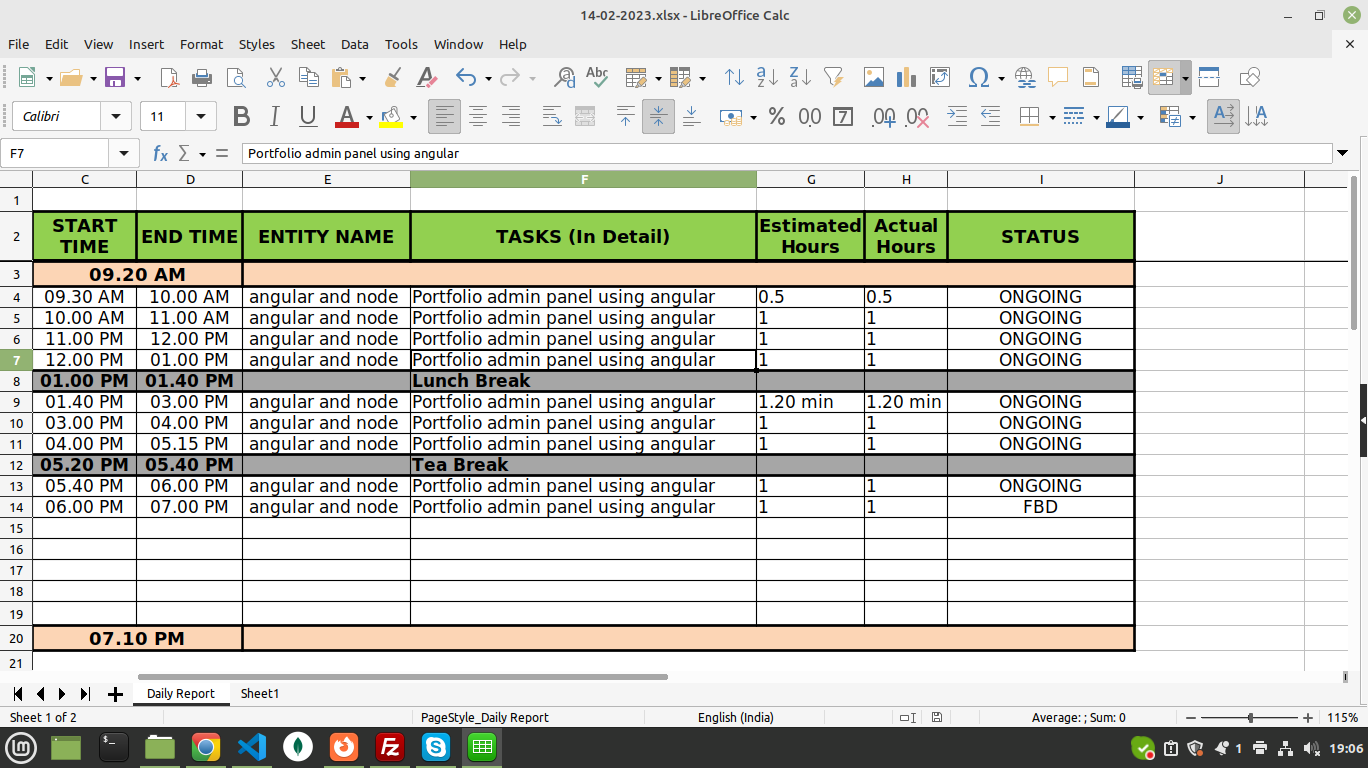 14-02-2023.xlsx - LibreOffice Calc
File Edit View Insert Format Styles Sheet Data Tools Window Help
Calibri 11
F7 Portfolio admin panel using angular
C D E F G H I J
1
2 START TIME END TIME ENTITY NAME TASKS (In Detail) Estimated Hours Actual Hours STATUS
3 09.20 AM
4 09.30 AM 10.00 AM angular and node Portfolio admin panel using angular 0.5 0.5 ONGOING
5 10.00 AM 11.00 AM angular and node Portfolio admin panel using angular 1 1 ONGOING
6 11.00 PM 12.00 PM angular and node Portfolio admin panel using angular 1 1 ONGOING
7 12.00 PM 01.00 PM angular and node Portfolio admin panel using angular 1 1 ONGOING
8 01.00 PM 01.40 PM Lunch Break
9 01.40 PM 03.00 PM angular and node Portfolio admin panel using angular 1.20 min 1.20 min ONGOING
10 03.00 PM 04.00 PM angular and node Portfolio admin panel using angular 1 1 ONGOING
11 04.00 PM 05.15 PM angular and node Portfolio admin panel using angular 1 1 ONGOING
12 05.20 PM 05.40 PM Tea Break
13 05.40 PM 06.00 PM angular and node Portfolio admin panel using angular 1 1 ONGOING
14 06.00 PM 07.00 PM angular and node Portfolio admin panel using angular 1 1 FBD
15
16
17
18
19
20 07.10 PM
21
Daily Report Sheet1
Sheet 1 of 2 PageStyle_Daily Report English (India) Average: ; Sum: 0 115%
1 19:06